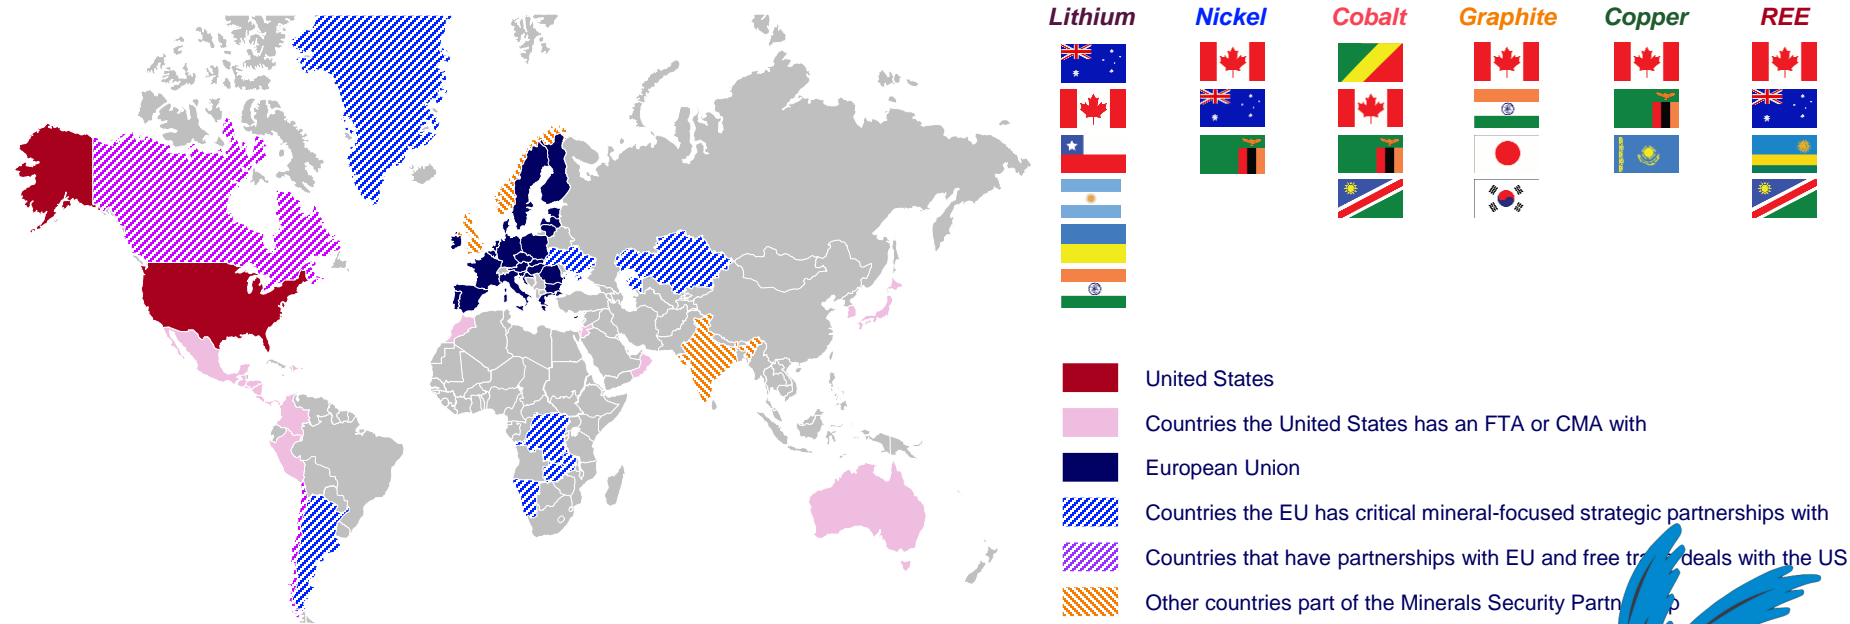 Lithium Nickel Cobalt Graphite Copper REE
United States
Countries the United States has an FTA or CMA with
European Union
Countries the EU has critical mineral-focused strategic partnerships with
Countries that have partnerships with EU and free deals with the US
Other countries part of the Minerals Security